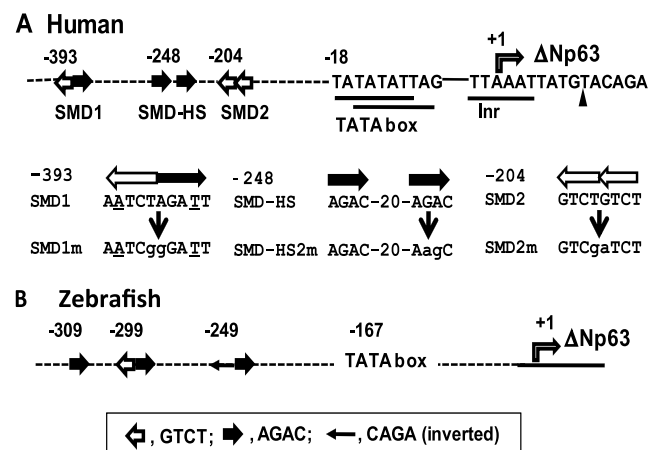 A Human
-393 -248 -204 -18 +1 ΔNp63
TATATATTAG TTAAATTATGTACAGA
SMD1 SMD-HS SMD2 TATA box Inr
-393 -248 -204
SMD1 AATCTAGATT SMD-HS AGAC-20-AGAC SMD2 GTCTGTCT
SMD1m AATCggGATT SMD-HS2m AGAC-20-AagC SMD2m GTCgaTCT
B Zebrafish
-309 -299 -249 -167 +1 ΔNp63
TATA box
, GTCT; , AGAC; , CAGA (inverted)